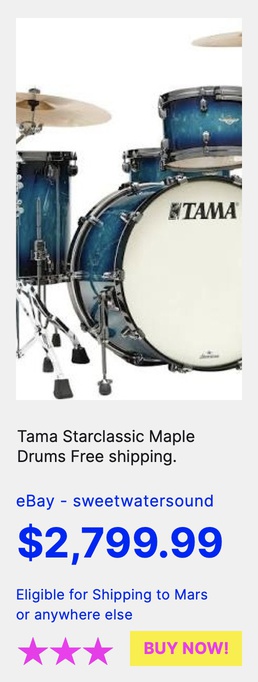 TAMA
Tama Starclassic Maple
Drums Free shipping.
eBay - sweetwatersound
$2,799.99
Eligible for Shipping to Mars
or anywhere else
BUY NOW!